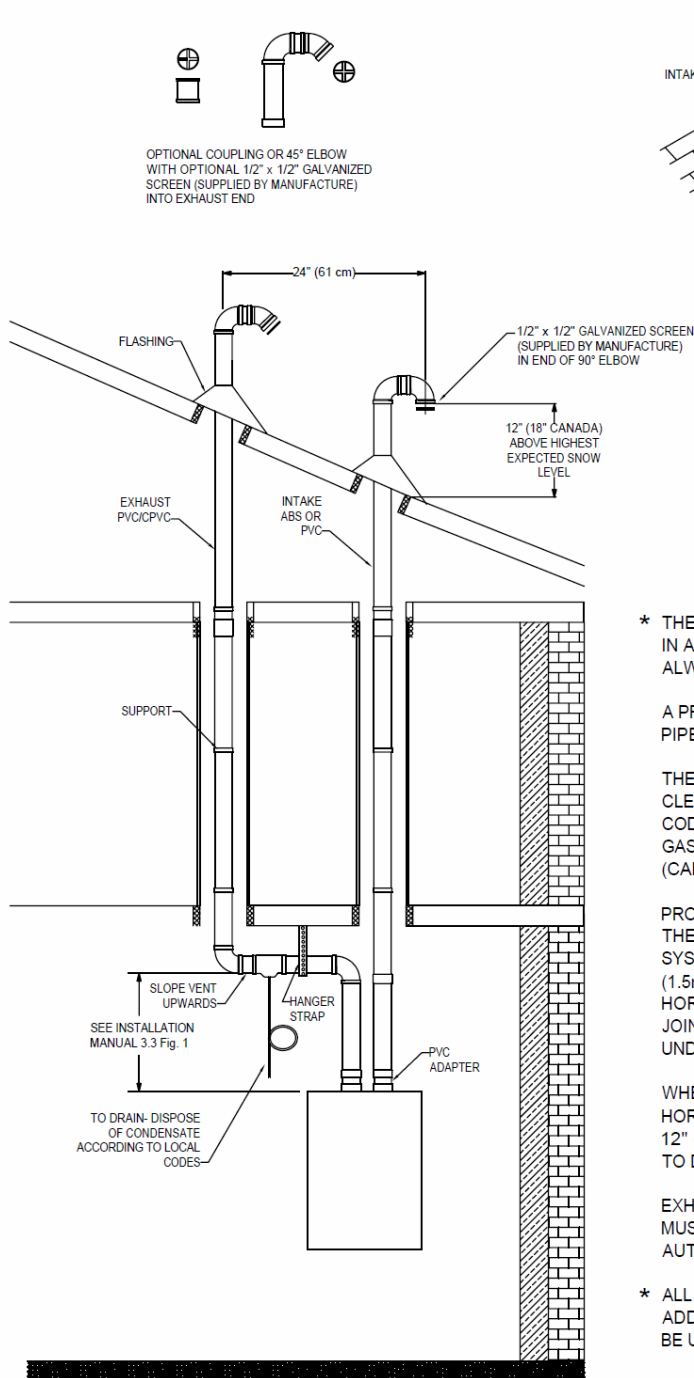 OPTIONAL COUPLING OR 45° ELBOW
WITH OPTIONAL 1/2" x 1/2" GALVANIZED
SCREEN (SUPPLIED BY MANUFACTURE)
INTO EXHAUST END
24" (61 cm)
FLASHING
1/2" x 1/2" GALVANIZED SCREEN
(SUPPLIED BY MANUFACTURE)
IN END OF 90° ELBOW
12" (18" CANADA)
ABOVE HIGHEST
EXPECTED SNOW
LEVEL
EXHAUST
PVC/CPVC
INTAKE
ABS OR
PVC
SUPPORT
SLOPE VENT
UPWARDS
HANGER
STRAP
SEE INSTALLATION
MANUAL 3.3 Fig. 1
PVC
ADAPTER
TO DRAIN- DISPOSE
OF CONDENSATE
ACCORDING TO LOCAL
CODES
* THE
IN A
ALW
A PR
PIPE
THE
CLE
COD
GAS
(CA
PRO
THE
SYS
(1.5m
HOR
JOIN
UND
WHE
HOR
12"
TO D
EXH
MUS
AUT
* ALL
ADD
BE U